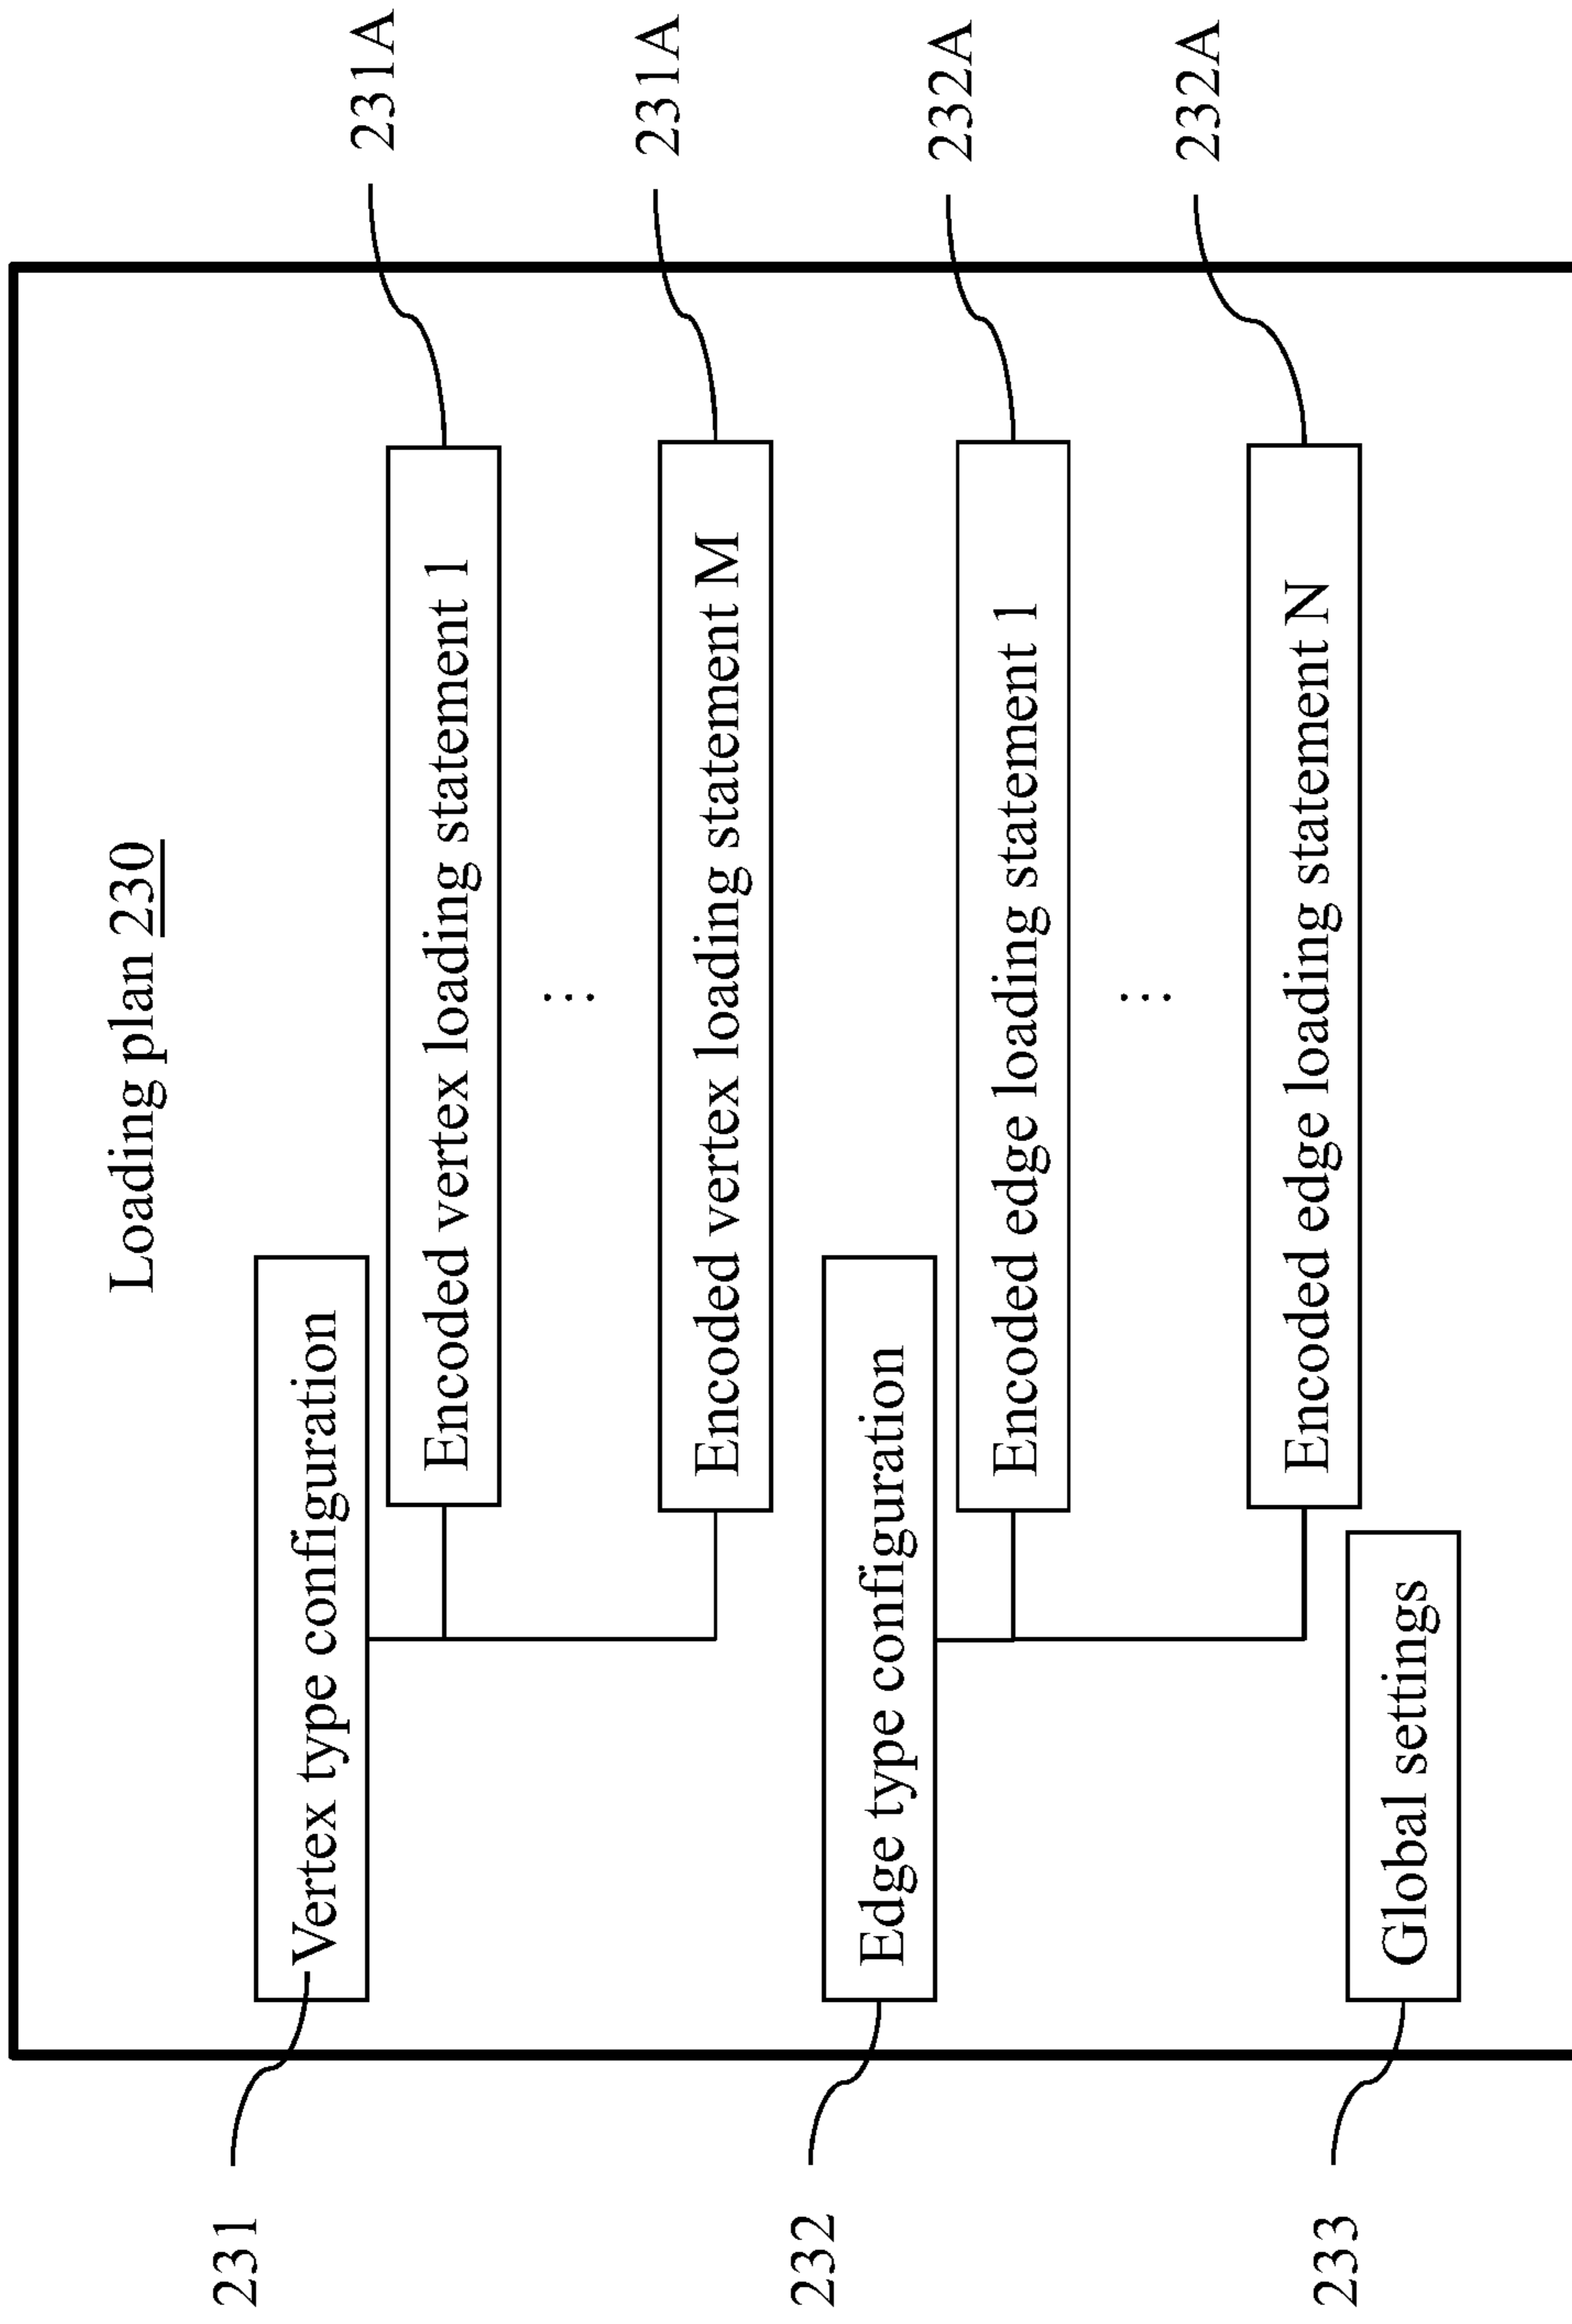 Loading plan 230
231
Vertex type configuration
Encoded vertex loading statement 1
231A
⋮
Encoded vertex loading statement M
231A
232
Edge type configuration
Encoded edge loading statement 1
232A
⋮
Encoded edge loading statement N
232A
233
Global settings